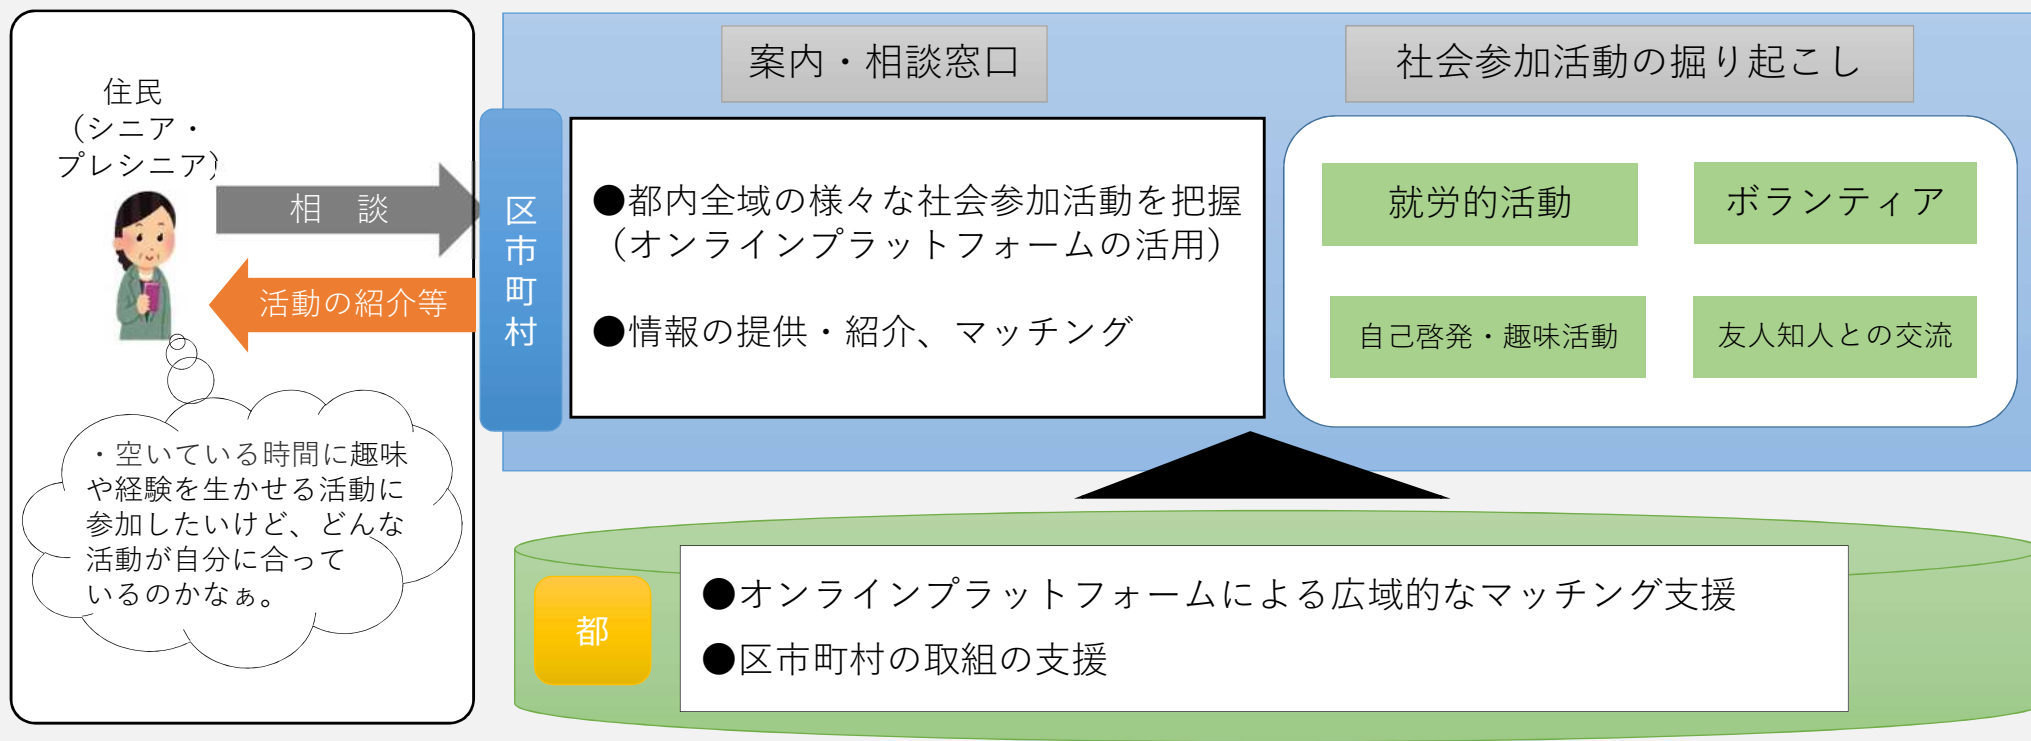 住民
（シニア・
プレシニア）
相　談
活動の紹介等
・空いている時間に趣味
や経験を生かせる活動に
参加したいけど、どんな
活動が自分に合って
いるのかなぁ。
区市町村
案内・相談窓口
●都内全域の様々な社会参加活動を把握
（オンラインプラットフォームの活用）
●情報の提供・紹介、マッチング
社会参加活動の掘り起こし
就労的活動
ボランティア
自己啓発・趣味活動
友人知人との交流
都
●オンラインプラットフォームによる広域的なマッチング支援
●区市町村の取組の支援